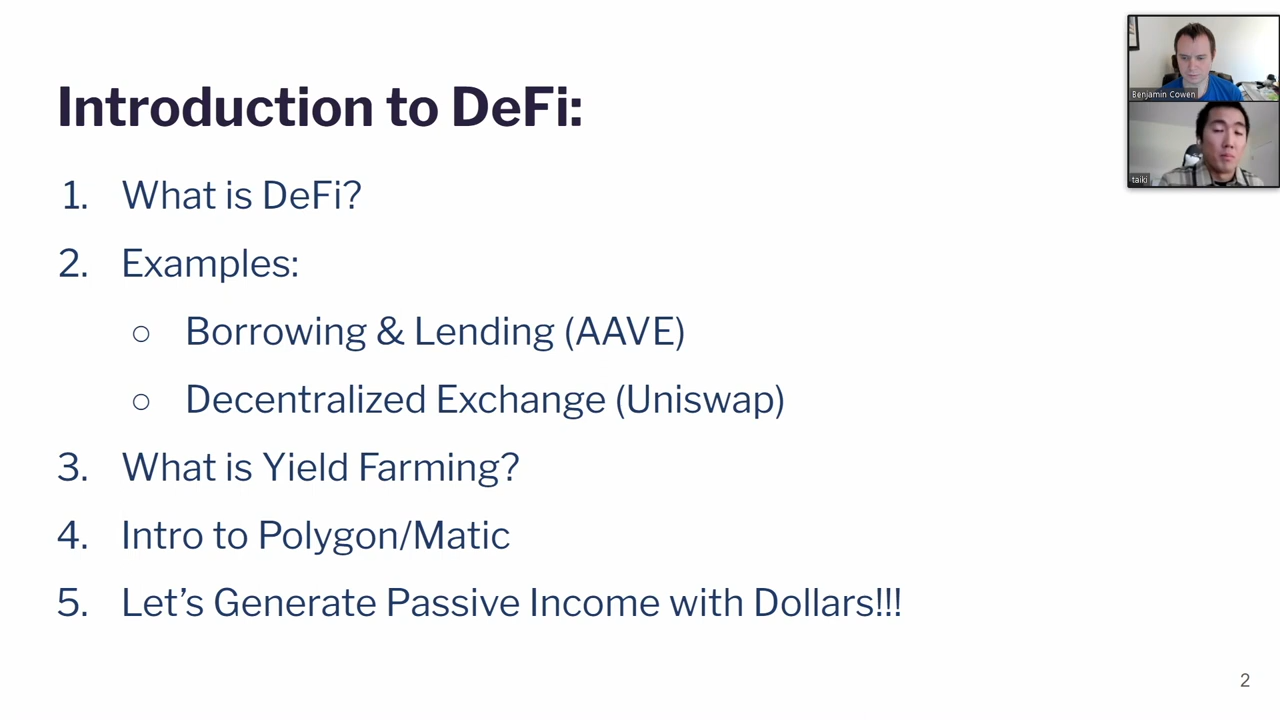 Introduction to DeFi:
1. What is DeFi?
2. Examples:
○ Borrowing & Lending (AAVE)
○ Decentralized Exchange (Uniswap)
3. What is Yield Farming?
4. Intro to Polygon/Matic
5. Let’s Generate Passive Income with Dollars!!!
Benjamin Cowen
taiki
2